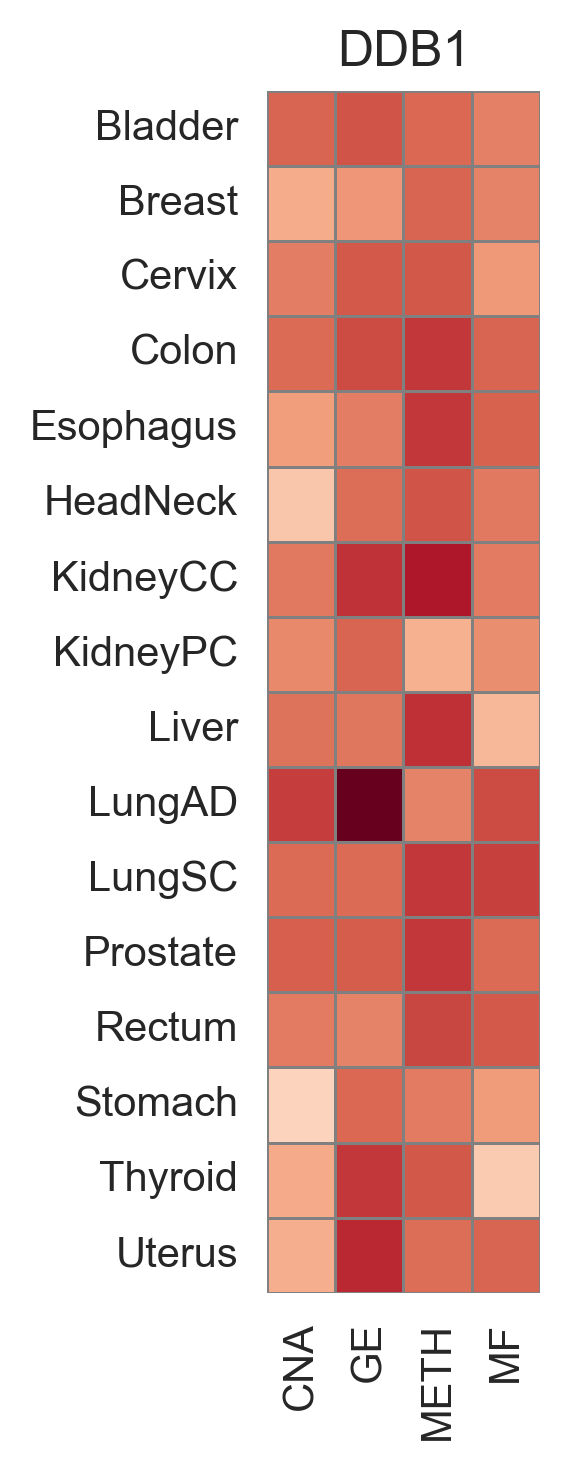 DDB1
Bladder
Breast
Cervix
Colon
Esophagus
HeadNeck
KidneyCC
KidneyPC
Liver
LungAD
LungSC
Prostate
Rectum
Stomach
Thyroid
Uterus
CNA
GE
METH
MF